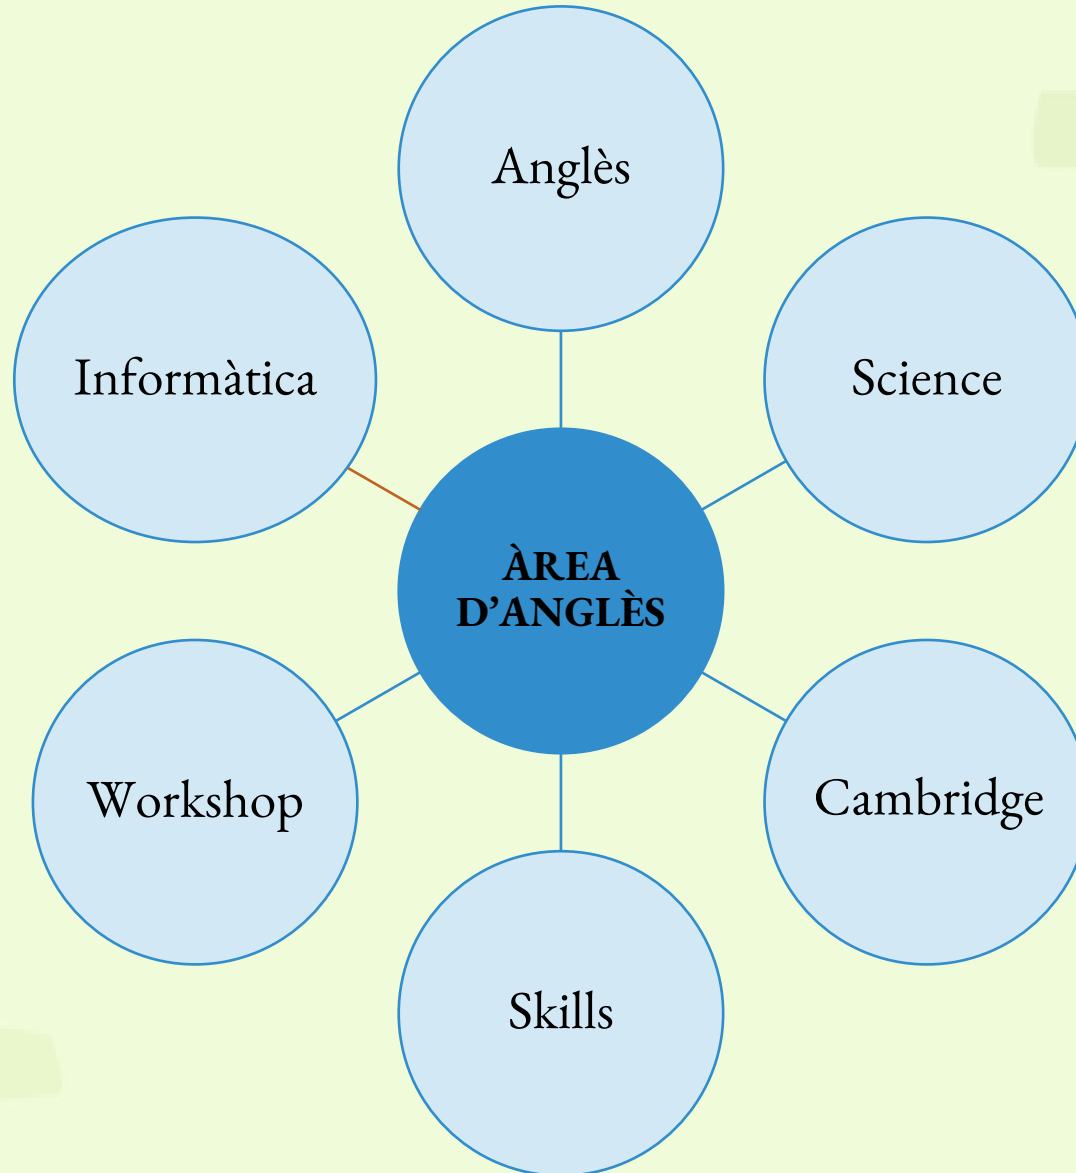 Anglès
Informàtica
Science
ÀREA
D’ANGLÈS
Workshop
Cambridge
Skills